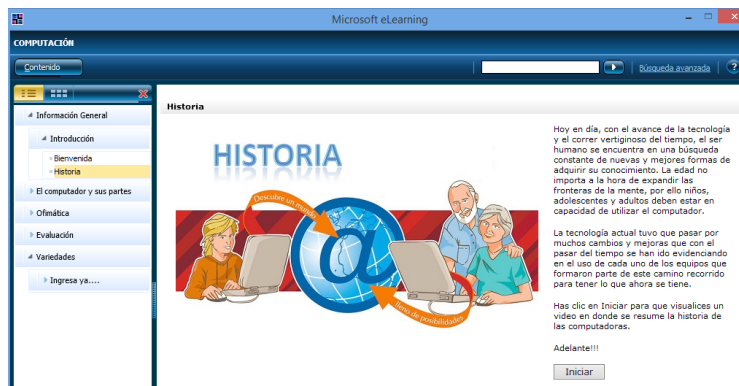 Microsoft eLearning
COMPUTACIÓN
Contenido
Búsqueda avanzada
?
Información General
Introducción
Bienvenida
Historia
El computador y sus partes
Ofimática
Evaluación
Variedades
Ingresa ya....
Historia
HISTORIA
Descubre un mundo
@
lleno de posibilidades
Hoy en día, con el avance de la tecnología
y el correr vertiginoso del tiempo, el ser
humano se encuentra en una búsqueda
constante de nuevas y mejores formas de
adquirir su conocimiento. La edad no
importa a la hora de expandir las
fronteras de la mente, por ello niños,
adolescentes y adultos deben estar en
capacidad de utilizar el computador.
La tecnología actual tuvo que pasar por
muchos cambios y mejoras que con el
pasar del tiempo se han ido evidenciando
en el uso de cada uno de los equipos que
formaron parte de este camino recorrido
para tener lo que ahora se tiene.
Has clic en Iniciar para que visualices un
video en donde se resume la historia de
las computadoras.
Adelante!!!
Iniciar